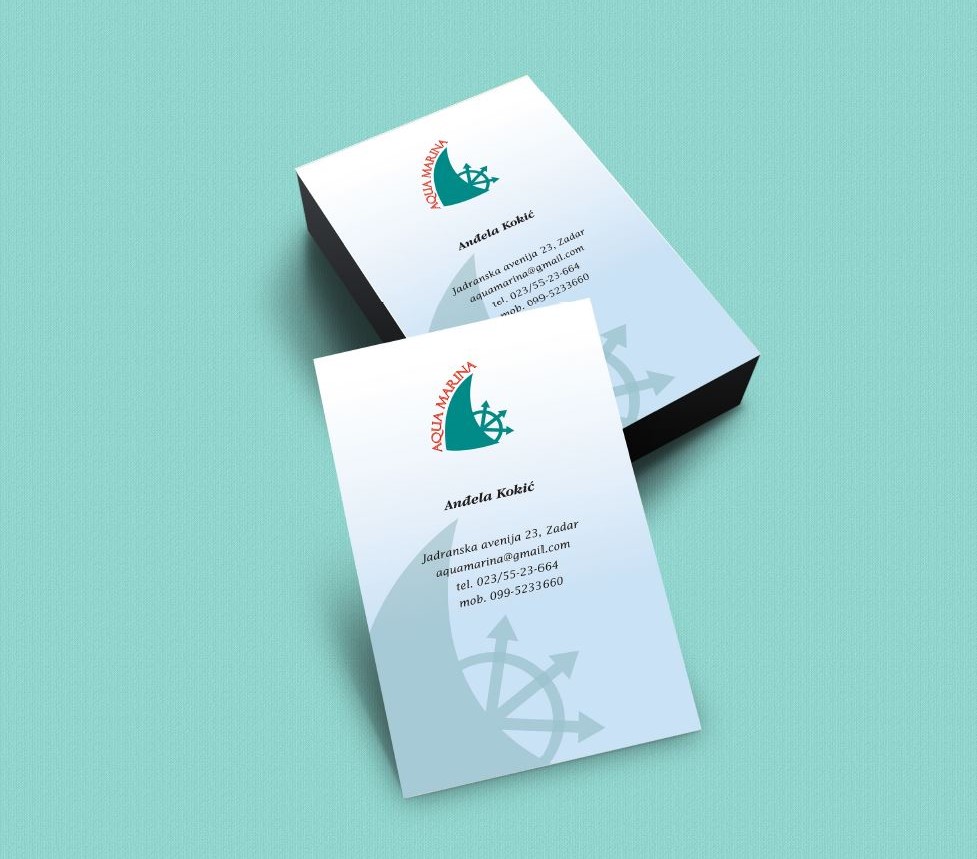 AQUA MARINA
Anđela Kokić
Jadranska avenija 23, Zadar
aquamarina@gmail.com
tel. 023/55-23-664
mob. 099-5233660
AQUA MARINA
Anđela Kokić
Jadranska avenija 23, Zadar
aquamarina@gmail.com
tel. 023/55-23-664
mob. 099-5233660